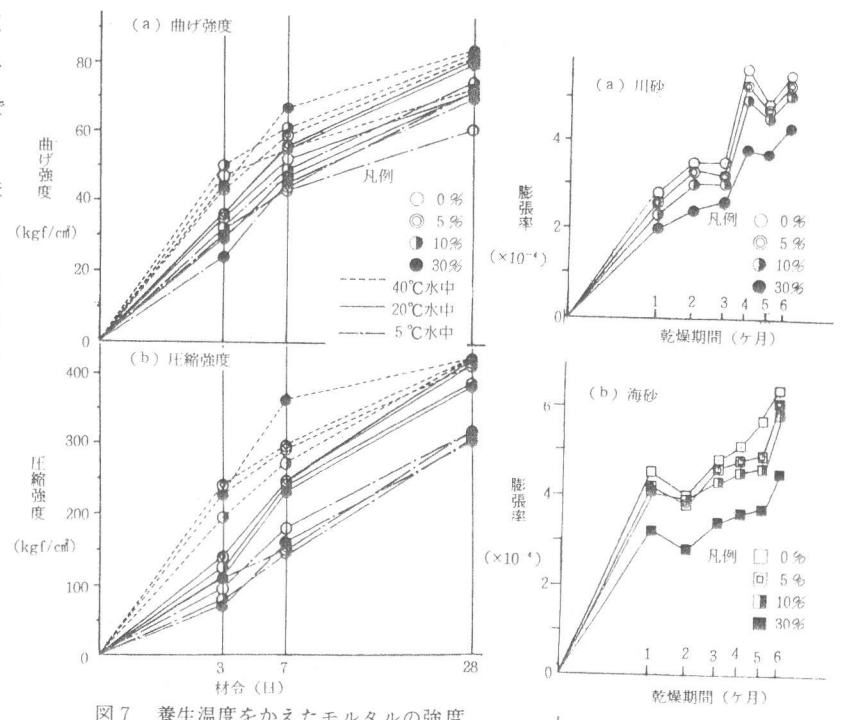 (a) 曲げ強度
80
60
40
20
0
曲げ強度
(kgf/cm²)
凡例
0%
5%
10%
30%
40℃水中
20℃水中
5℃水中
(b) 圧縮強度
400
300
200
100
0
圧縮強度
(kgf/cm²)
3 7 28
材令 (日)
図7 養生温度をかえたモルタルの強度
(a) 川砂
4
2
0
膨張率
(×10⁻⁴)
凡例
0%
5%
10%
30%
1 2 3 4 5 6
乾燥期間 (ケ月)
(b) 海砂
6
4
2
0
膨張率
凡例
0%
5%
10%
30%
1 2 3 4 5 6
乾燥期間 (ケ月)